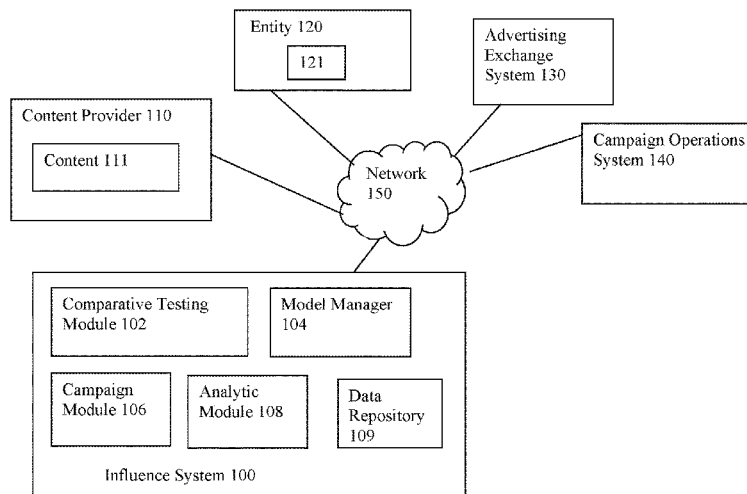 Entity 120
121
Advertising
Exchange
System 130
Content Provider 110
Content 111
Campaign Operations
System 140
Network
150
Comparative Testing
Module 102
Model Manager
104
Campaign
Module 106
Analytic
Module 108
Data
Repository
109
Influence System 100